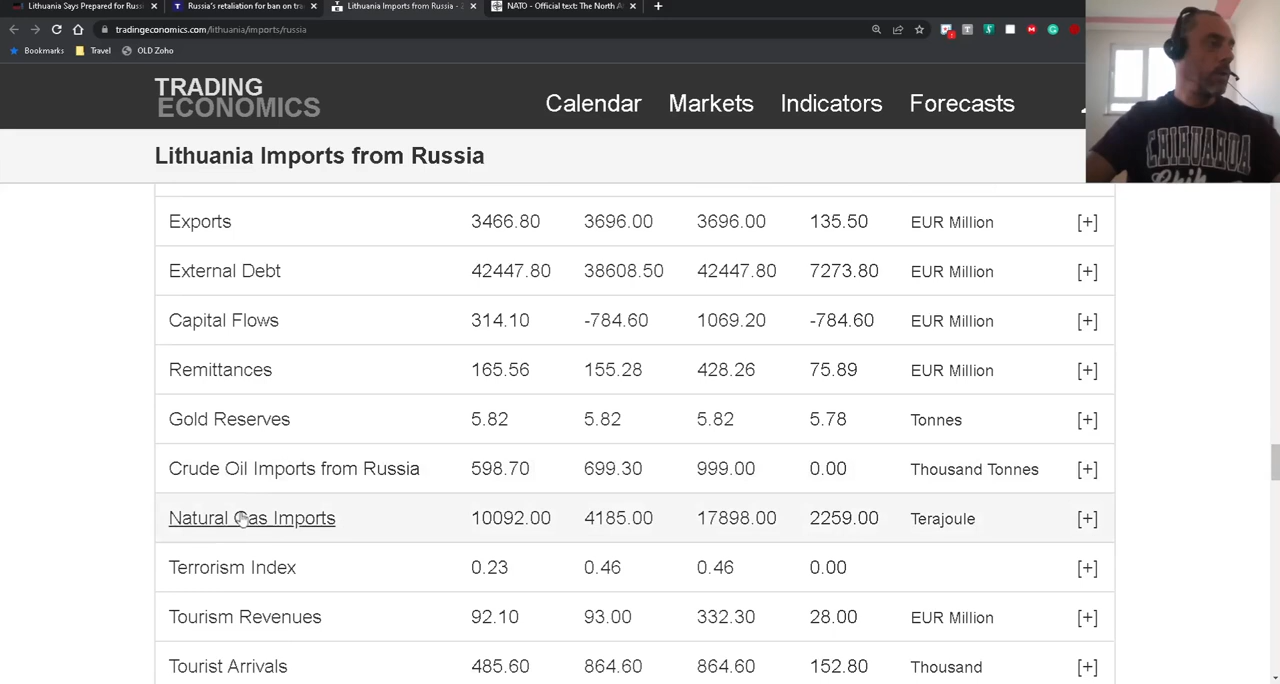 Lithuania Says Prepared for Russ
Russia's retaliation for ban on tra
Lithuania Imports from Russia -
NATO - Official text: The North A
tradingeconomics.com/lithuania/imports/russia
Bookmarks Travel OLD Zoho
TRADING
ECONOMICS
Calendar Markets Indicators Forecasts
Lithuania Imports from Russia
Exports 3466.80 3696.00 3696.00 135.50 EUR Million [+]
External Debt 42447.80 38608.50 42447.80 7273.80 EUR Million [+]
Capital Flows 314.10 -784.60 1069.20 -784.60 EUR Million [+]
Remittances 165.56 155.28 428.26 75.89 EUR Million [+]
Gold Reserves 5.82 5.82 5.82 5.78 Tonnes [+]
Crude Oil Imports from Russia 598.70 699.30 999.00 0.00 Thousand Tonnes [+]
Natural Gas Imports 10092.00 4185.00 17898.00 2259.00 Terajoule [+]
Terrorism Index 0.23 0.46 0.46 0.00 [+]
Tourism Revenues 92.10 93.00 332.30 28.00 EUR Million [+]
Tourist Arrivals 485.60 864.60 864.60 152.80 Thousand [+]
CHIHUAHUA